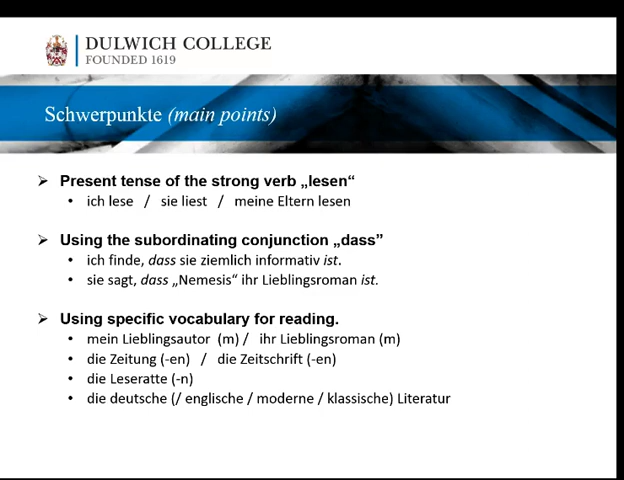 DULWICH COLLEGE
FOUNDED 1619
Schwerpunkte (main points)
➢ Present tense of the strong verb „lesen“
• ich lese / sie liest / meine Eltern lesen
➢ Using the subordinating conjunction „dass”
• ich finde, dass sie ziemlich informativ ist.
• sie sagt, dass „Nemesis“ ihr Lieblingsroman ist.
➢ Using specific vocabulary for reading.
• mein Lieblingsautor (m) / ihr Lieblingsroman (m)
• die Zeitung (-en) / die Zeitschrift (-en)
• die Leseratte (-n)
• die deutsche (/ englische / moderne / klassische) Literatur